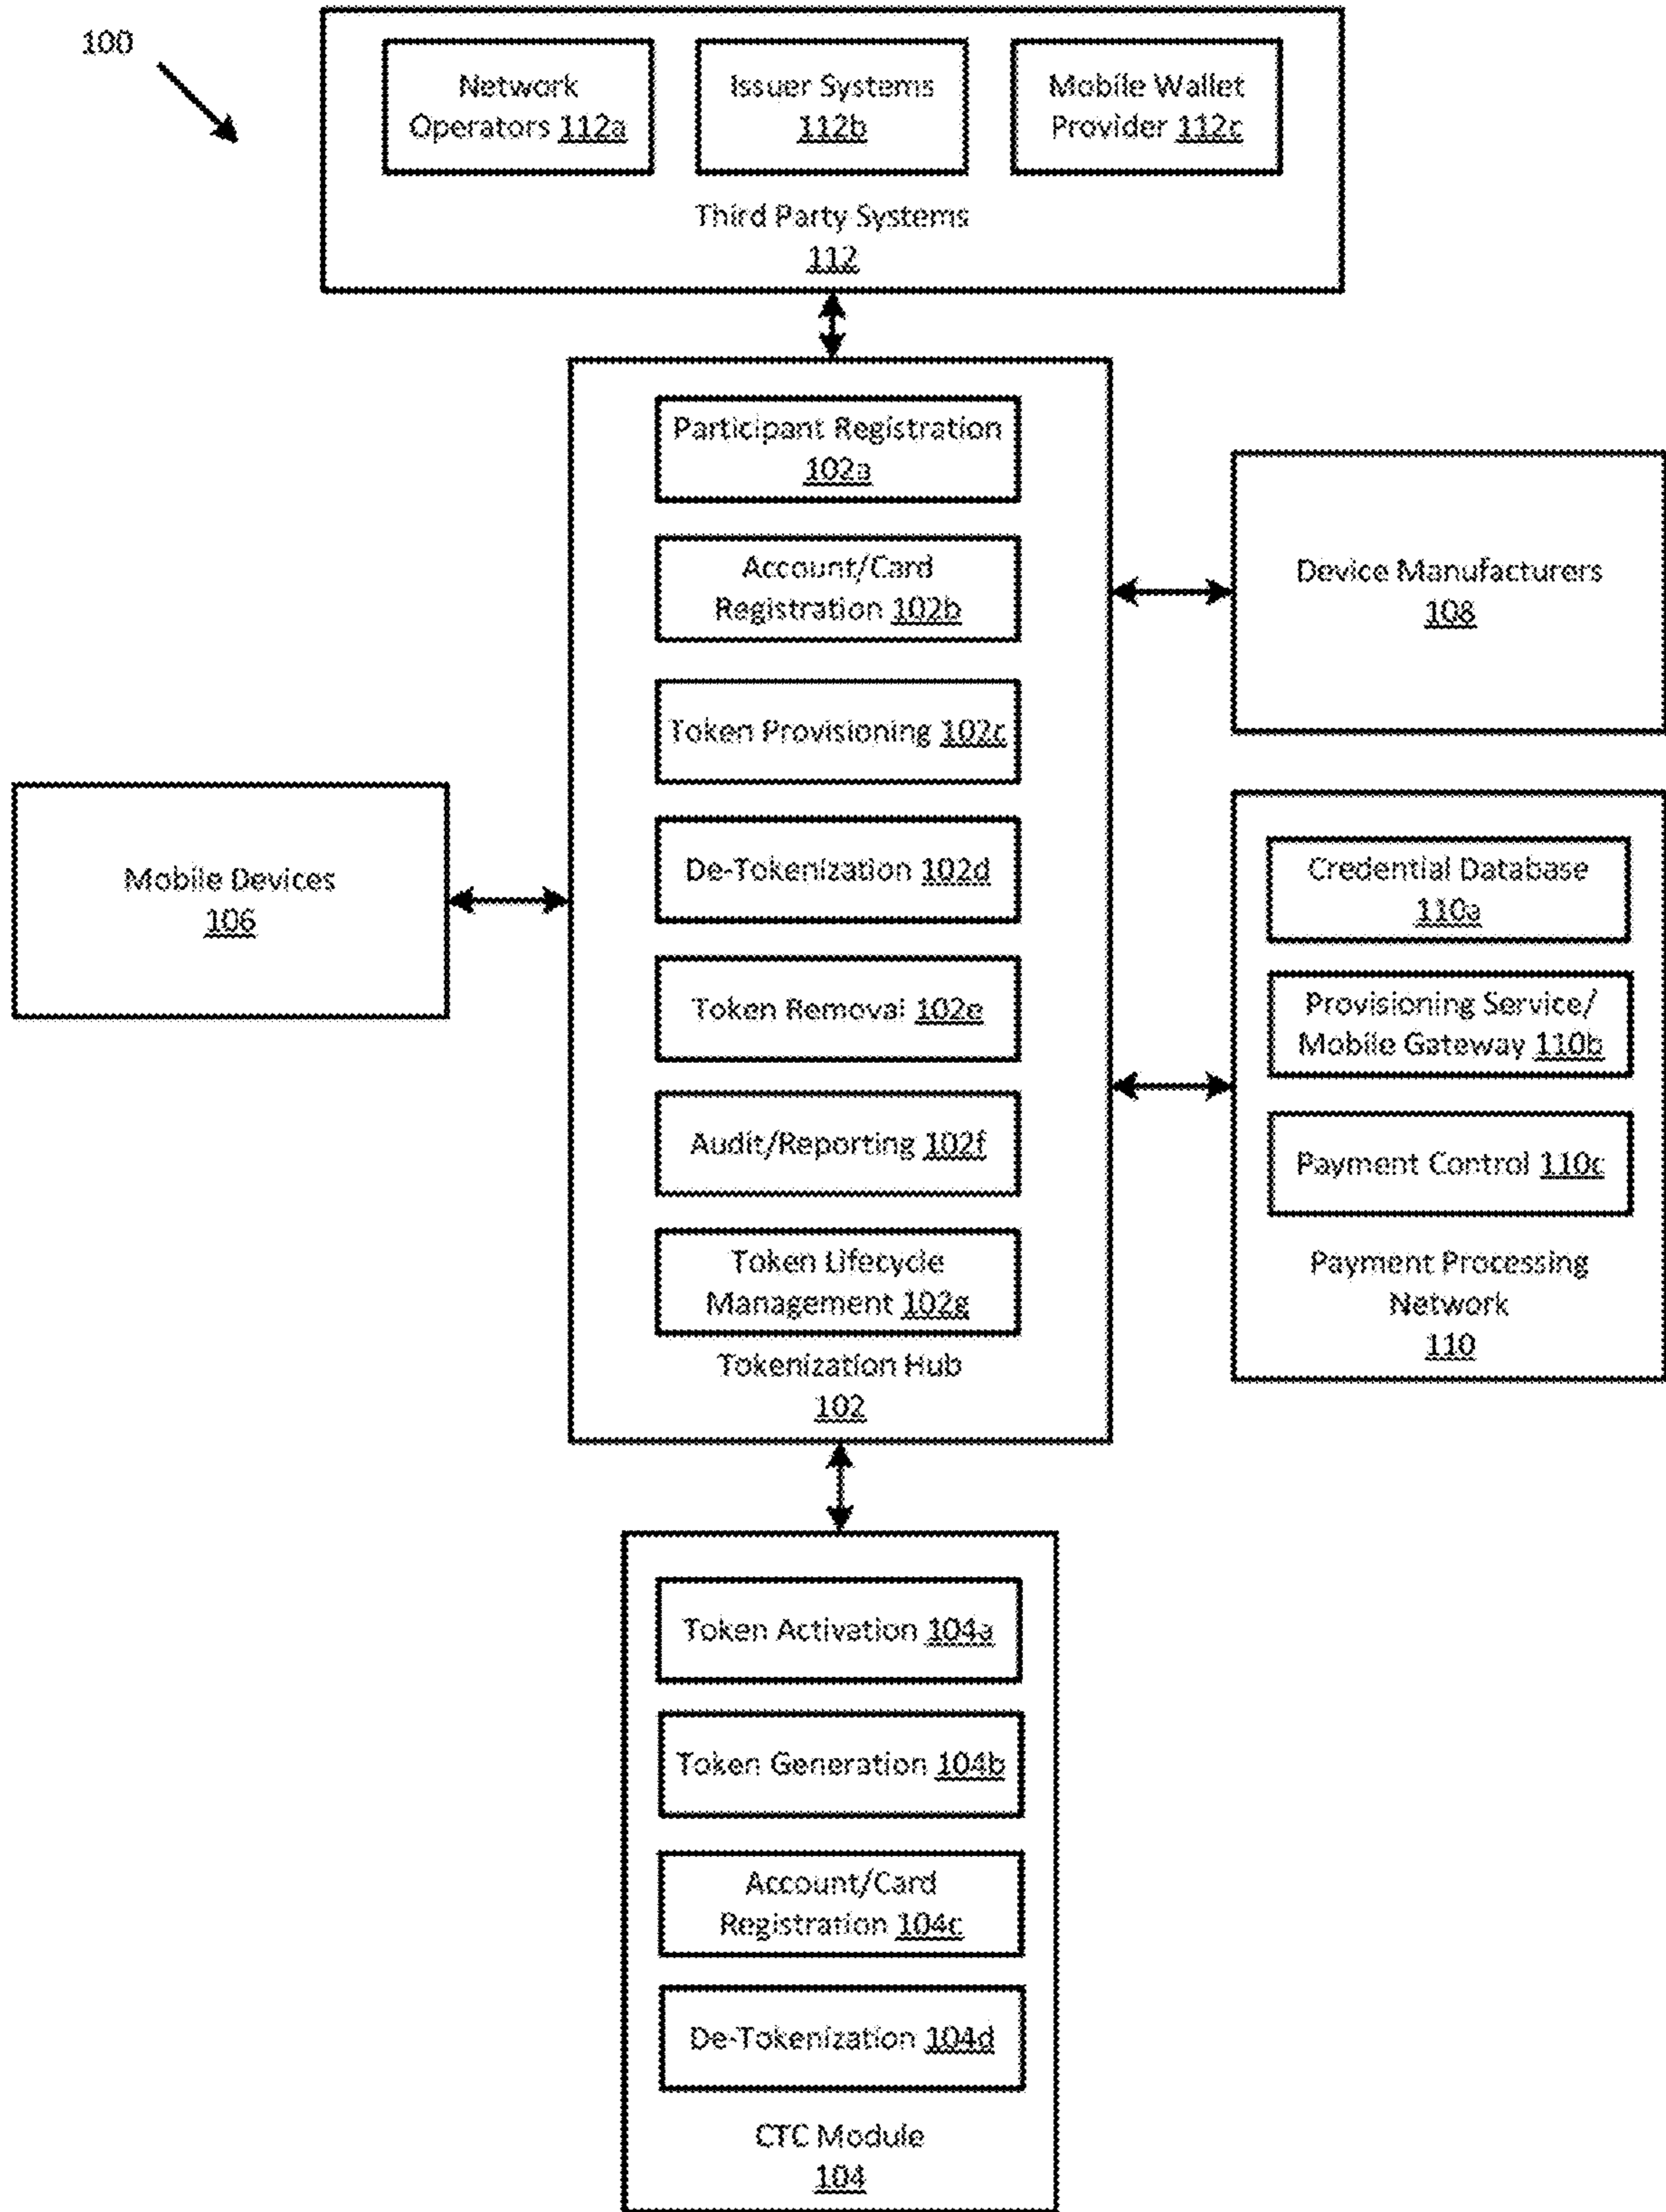 100
Network
Operators 112a
Issuer Systems
112b
Mobile Wallet
Provider 112c
Third Party Systems
112
Participant Registration
102a
Account/Card
Registration 102b
Token Provisioning 102c
De-Tokenization 102d
Token Removal 102e
Audit/Reporting 102f
Token Lifecycle
Management 102g
Tokenization Hub
102
Device Manufacturers
108
Mobile Devices
106
Credential Database
110a
Provisioning Service/
Mobile Gateway 110b
Payment Control 110c
Payment Processing
Network
110
Token Activation 104a
Token Generation 104b
Account/Card
Registration 104c
De-Tokenization 104d
CTC Module
104